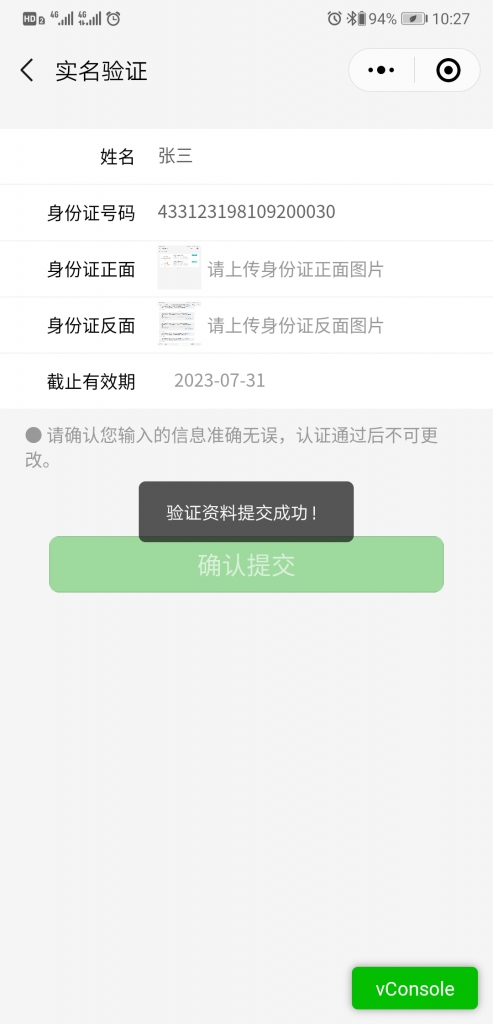 HD 2 4G 4G 94% 10:27
实名验证
姓名 张三
身份证号码 433123198109200030
身份证正面 请上传身份证正面图片
身份证反面 请上传身份证反面图片
截止有效期 2023-07-31
● 请确认您输入的信息准确无误，认证通过后不可更
改。
验证资料提交成功！
确认提交
vConsole